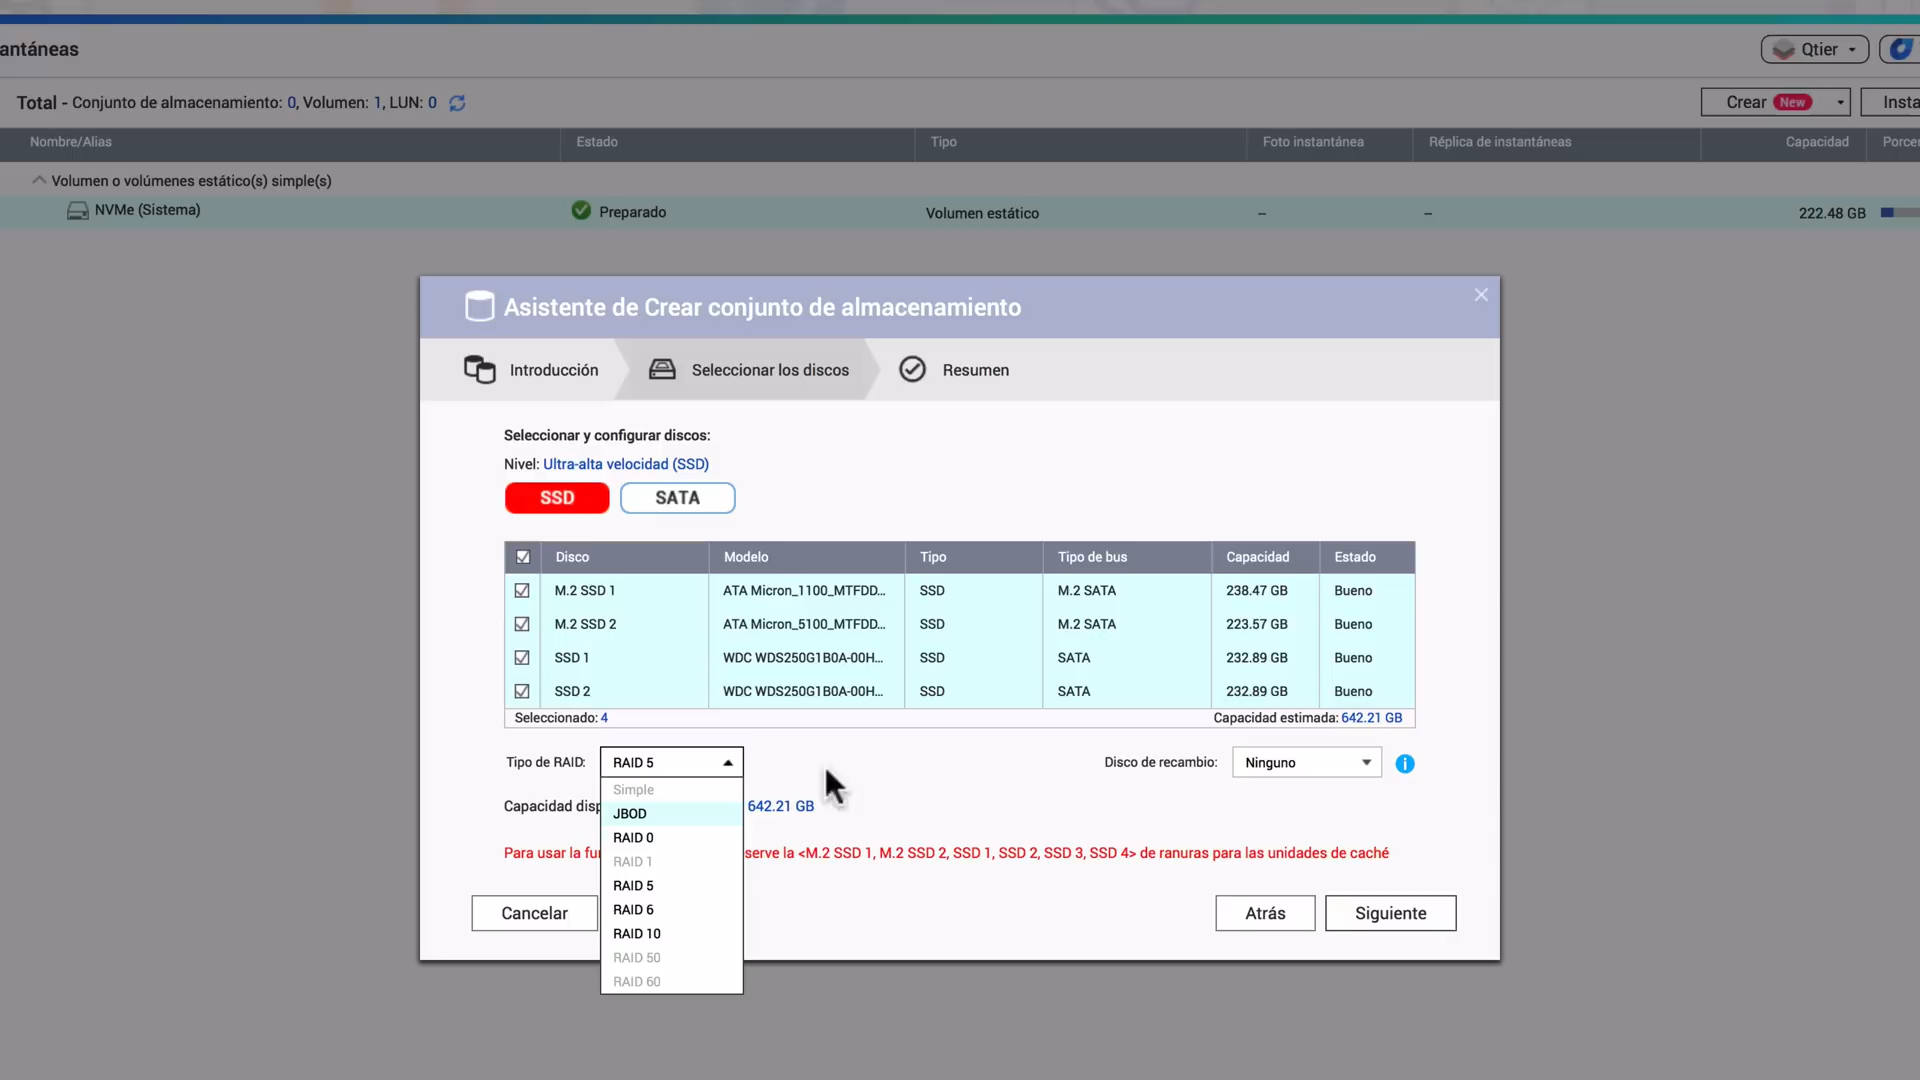 antáneas
Qtier
Total - Conjunto de almacenamiento: 0, Volumen: 1, LUN: 0
Crear New
Insta
Nombre/Alias Estado Tipo Foto instantánea Réplica de instantáneas Capacidad Porcen
Volumen o volúmenes estático(s) simple(s)
NVMe (Sistema) Preparado Volumen estático -- -- 222.48 GB
Asistente de Crear conjunto de almacenamiento
Introducción Seleccionar los discos Resumen
Seleccionar y configurar discos:
Nivel: Ultra-alta velocidad (SSD)
SSD SATA
Disco Modelo Tipo Tipo de bus Capacidad Estado
M.2 SSD 1 ATA Micron_1100_MTFDD... SSD M.2 SATA 238.47 GB Bueno
M.2 SSD 2 ATA Micron_5100_MTFDD... SSD M.2 SATA 223.57 GB Bueno
SSD 1 WDC WDS250G1B0A-00H... SSD SATA 232.89 GB Bueno
SSD 2 WDC WDS250G1B0A-00H... SSD SATA 232.89 GB Bueno
Seleccionado: 4 Capacidad estimada: 642.21 GB
Tipo de RAID: RAID 5 Disco de recambio: Ninguno
Simple
Capacidad disp 642.21 GB
JBOD
RAID 0
Para usar la fun serve la <M.2 SSD 1, M.2 SSD 2, SSD 1, SSD 2, SSD 3, SSD 4> de ranuras para las unidades de caché
RAID 1
RAID 5
RAID 6
Cancelar Atrás Siguiente
RAID 10
RAID 50
RAID 60